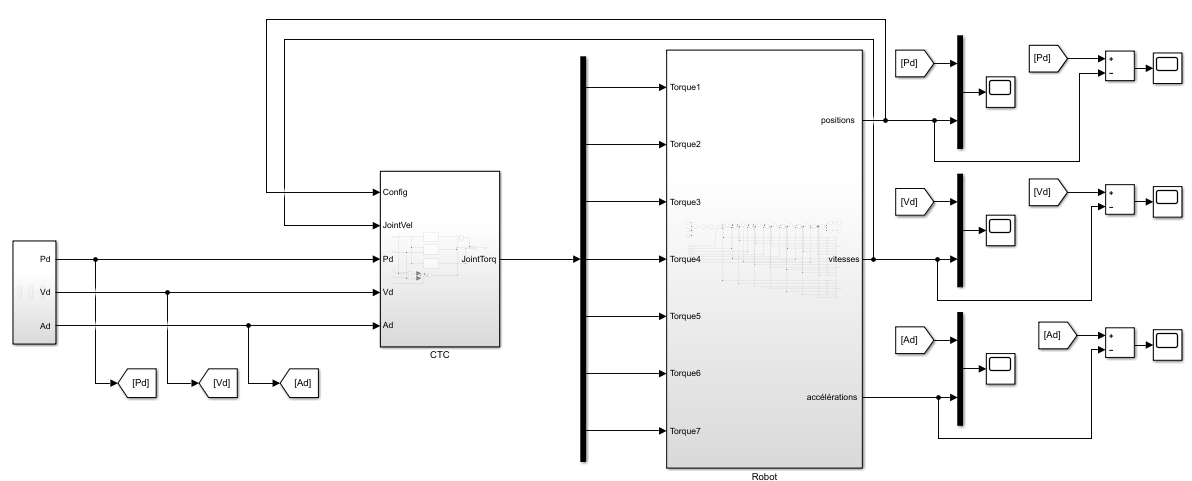 Pd
Vd
Ad
[Pd]
[Vd]
[Ad]
Config
JointVel
Pd
Vd
Ad
JointTorq
CTC
Torque1
Torque2
Torque3
Torque4
Torque5
Torque6
Torque7
positions
vitesses
accélérations
Robot
[Pd]
[Pd]
[Vd]
[Vd]
[Ad]
[Ad]